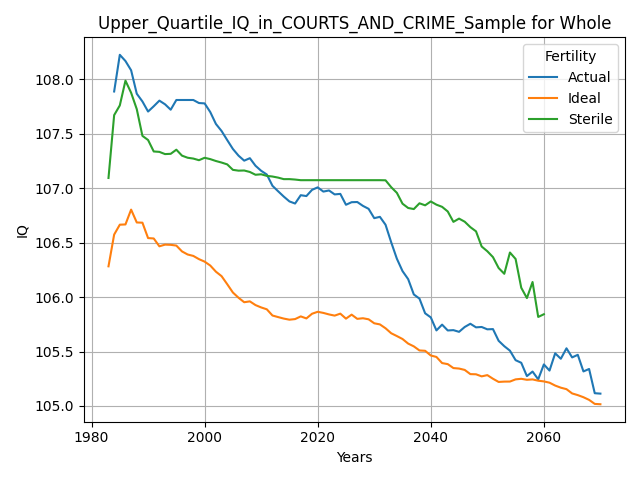 Upper_Quartile_IQ_in_COURTS_AND_CRIME_Sample for Whole
Fertility
Actual
Ideal
Sterile
108.0
107.5
107.0
106.5
106.0
105.5
105.0
IQ
1980
2000
2020
2040
2060
Years